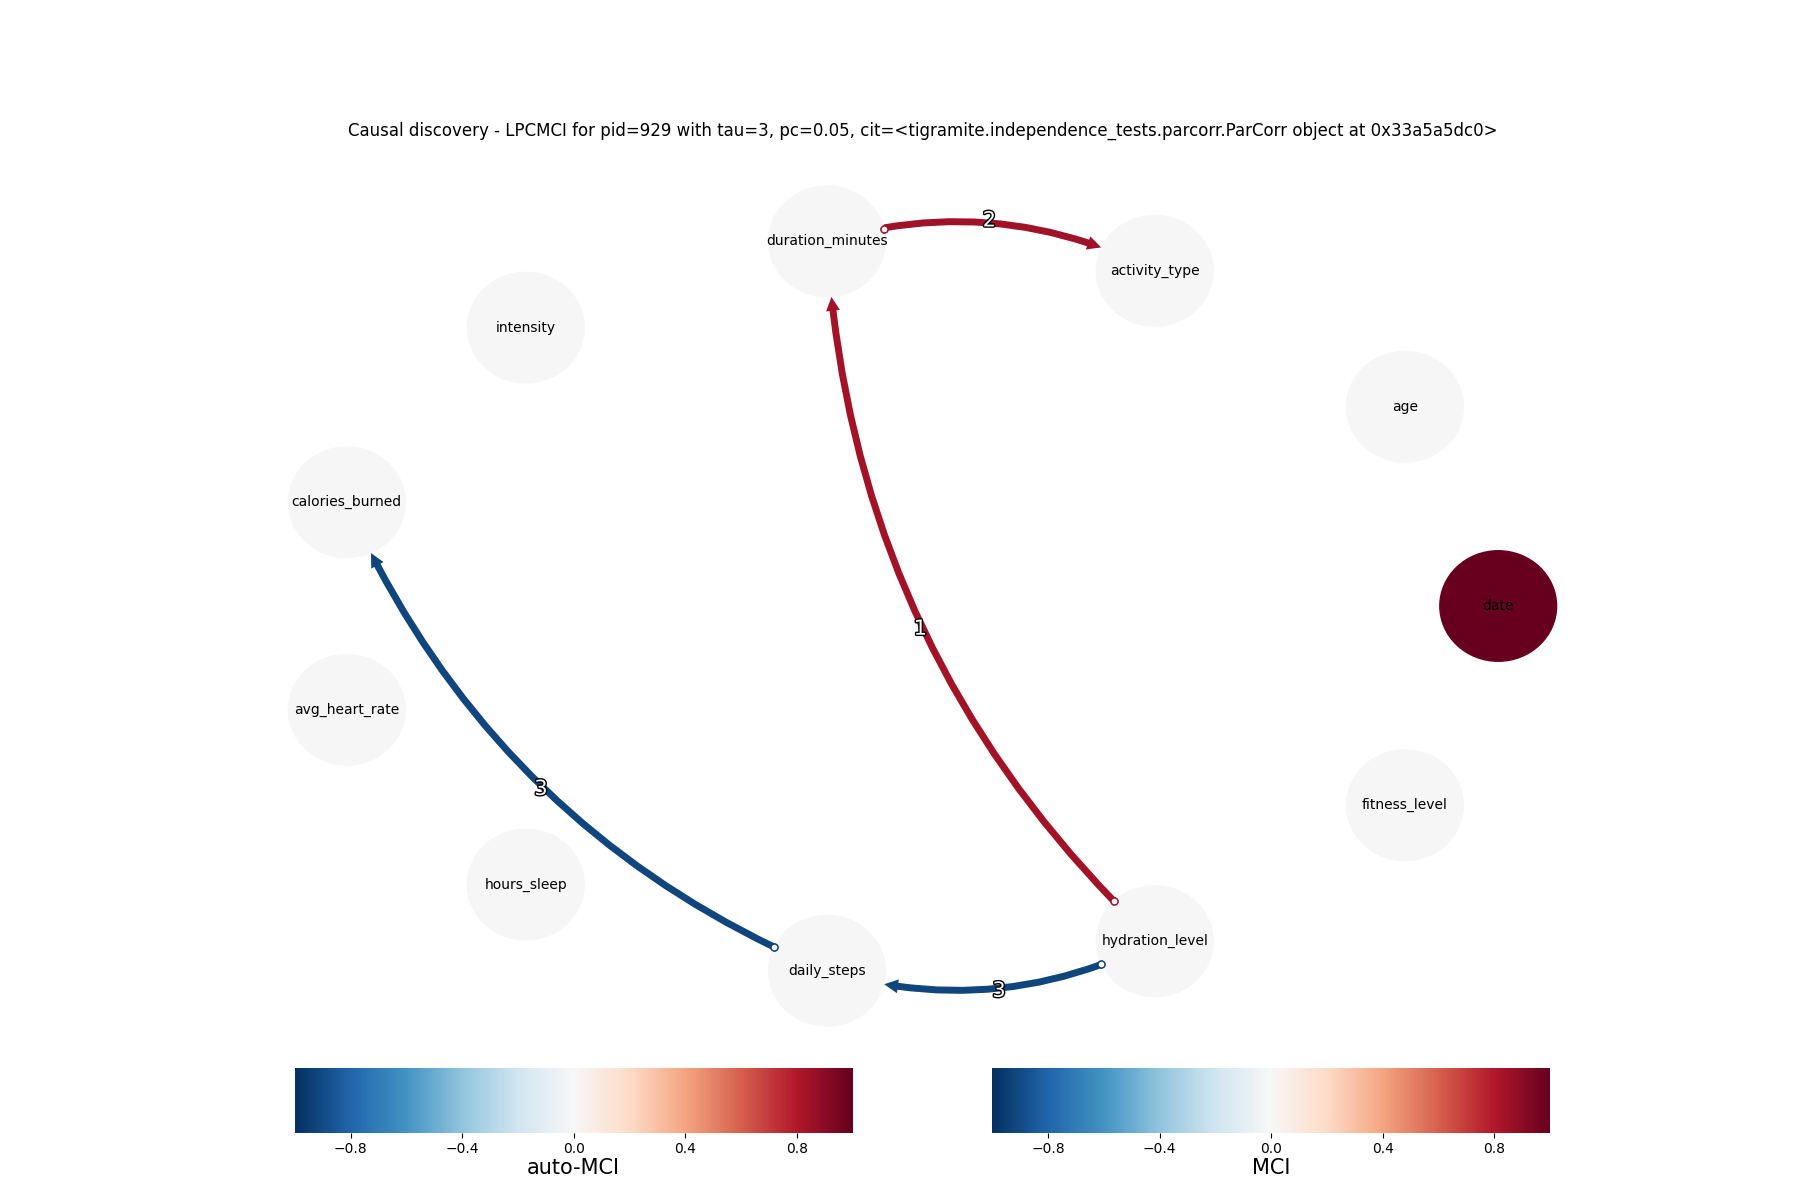 Causal discovery - LPCMCI for pid=929 with tau=3, pc=0.05, cit=<tigramite.independence_tests.parcorr.ParCorr object at 0x33a5a5dc0>
2
duration_minutes
activity_type
intensity
age
calories_burned
date
1
avg_heart_rate
3
fitness_level
hours_sleep
hydration_level
daily_steps
3
−0.8 −0.4 0.0 0.4 0.8
auto-MCI
−0.8 −0.4 0.0 0.4 0.8
MCI